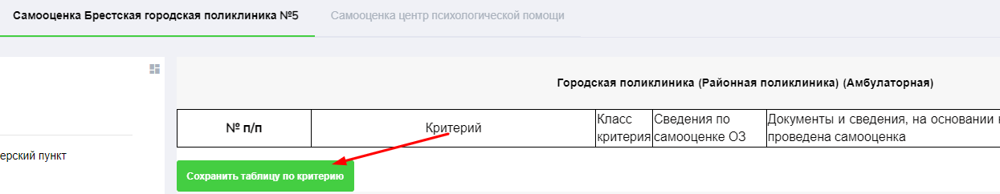 Самооценка Брестская городская поликлиника №5
Самооценка центр психологической помощи
Городская поликлиника (Районная поликлиника) (Амбулаторная)
№ п/п
Критерий
Класс
критерия
Сведения по
самооценке ОЗ
Документы и сведения, на основании
проведена самооценка
ерский пункт
Сохранить таблицу по критерию